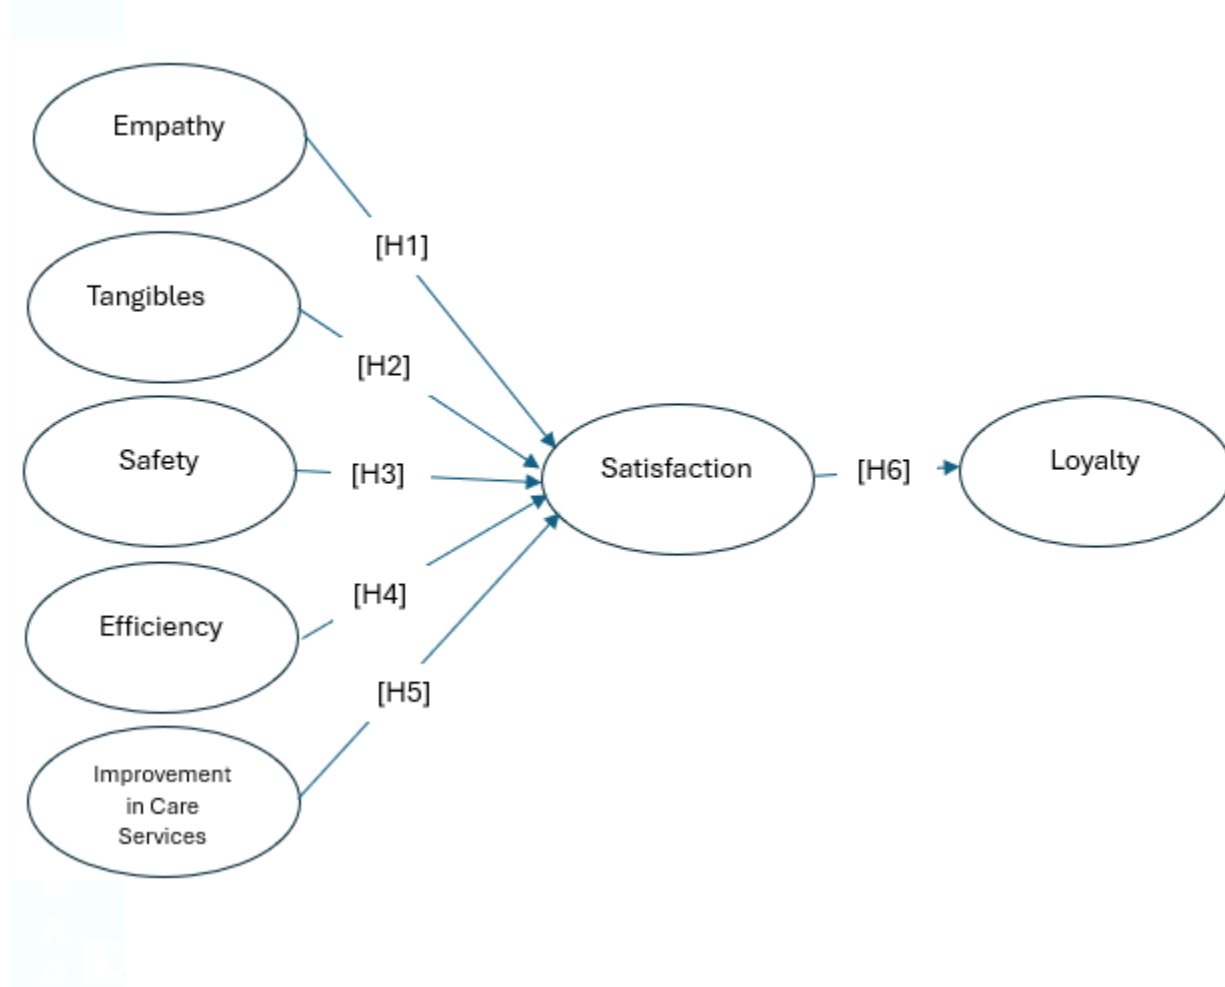 Empathy
[H1]
Tangibles
[H2]
Safety
[H3]
Satisfaction
[H6]
Loyalty
[H4]
Efficiency
[H5]
Improvement
in Care
Services